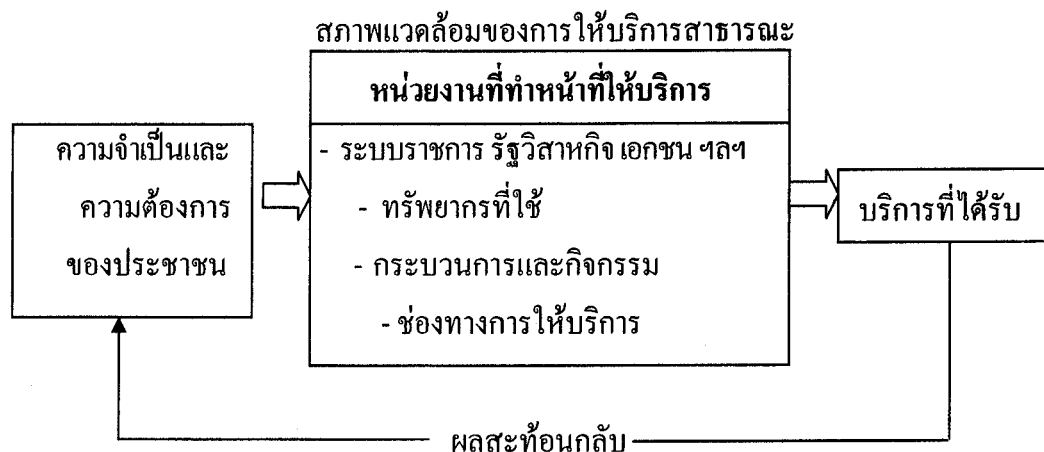 สภาพแวดล้อมของการให้บริการสาธารณะ
หน่วยงานที่ทำหน้าที่ให้บริการ
ความจำเป็นและ
ความต้องการ
ของประชาชน
- ระบบราชการ รัฐวิสาหกิจ เอกชน ฯลฯ
- ทรัพยากรที่ใช้
- กระบวนการและกิจกรรม
- ช่องทางการให้บริการ
บริการที่ได้รับ
ผลสะท้อนกลับ